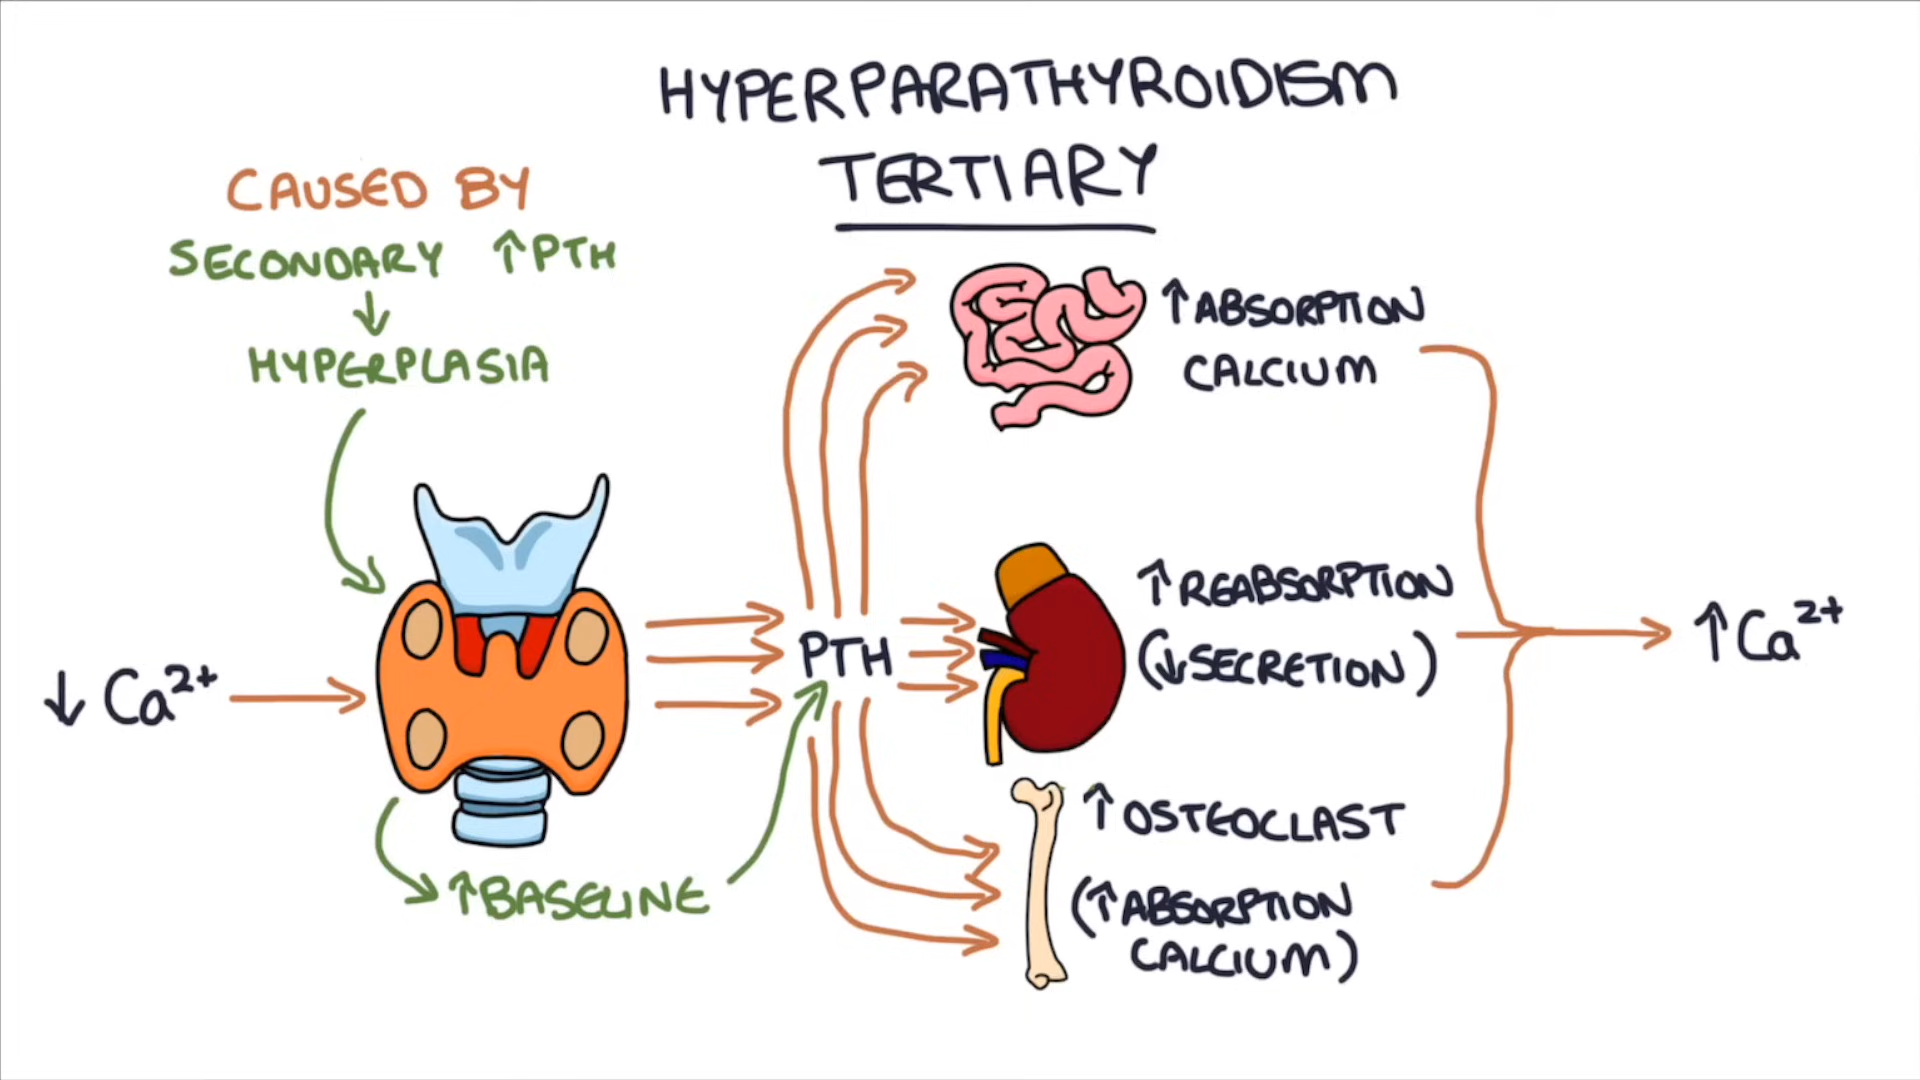 HYPERPARATHYROIDISM
TERTIARY
CAUSED BY
SECONDARY ↑PTH
↓
HYPERPLASIA
↓ Ca²⁺
↑BASELINE
PTH
↑ABSORPTION
CALCIUM
↑REABSORPTION
(↓SECRETION)
↑OSTEOCLAST
(↑ABSORPTION
CALCIUM)
↑Ca²⁺